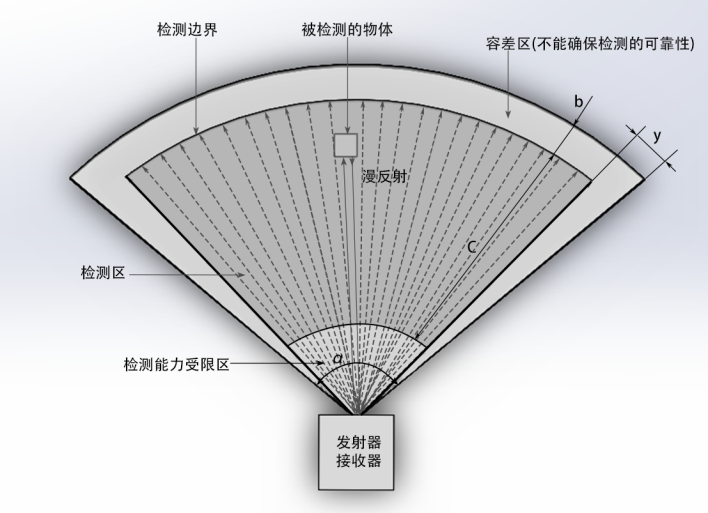 检测边界
被检测的物体
容差区(不能确保检测的可靠性)
b
y
漫反射
C
检测区
检测能力受限区
a
发射器
接收器